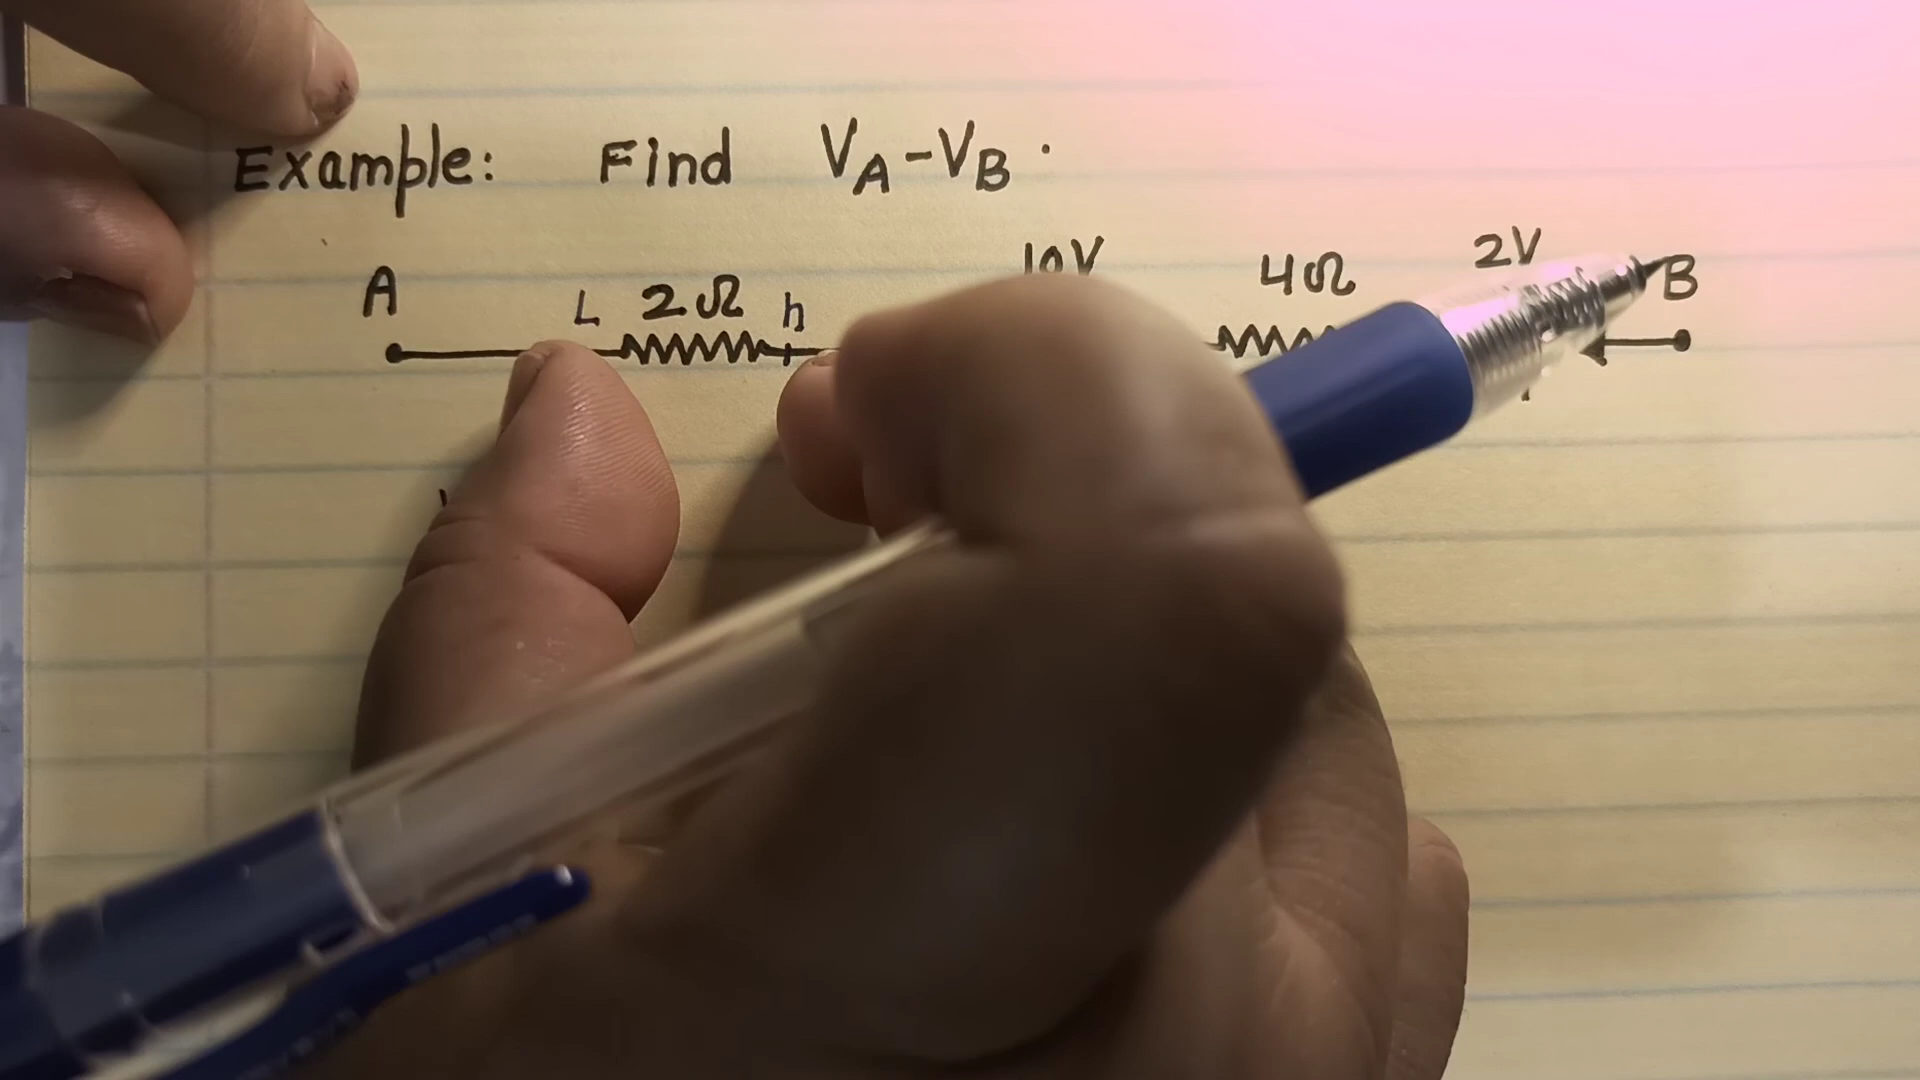 Example: Find VA-VB.
10V 4Ω 2V
A L 2Ω h B